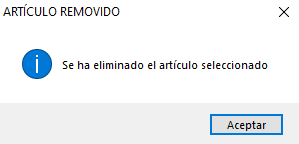 ARTÍCULO REMOVIDO
Se ha eliminado el artículo seleccionado
Aceptar